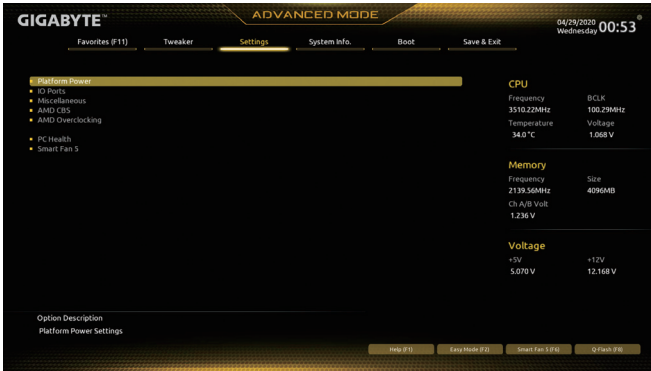 GIGABYTE™
ADVANCED MODE
04/29/2020
Wednesday 00:53
Favorites (F11) Tweaker Settings System Info. Boot Save & Exit
Platform Power
IO Ports
Miscellaneous
AMD CBS
AMD Overclocking
PC Health
Smart Fan 5
CPU
Frequency BCLK
3510.22MHz 100.29MHz
Temperature Voltage
34.0 °C 1.068 V
Memory
Frequency Size
2139.56MHz 4096MB
Ch A/B Volt
1.236 V
Voltage
+5V +12V
5.070 V 12.168 V
Option Description
Platform Power Settings
Help (F1) Easy Mode (F2) Smart Fan 5 (F6) Q-Flash (F8)